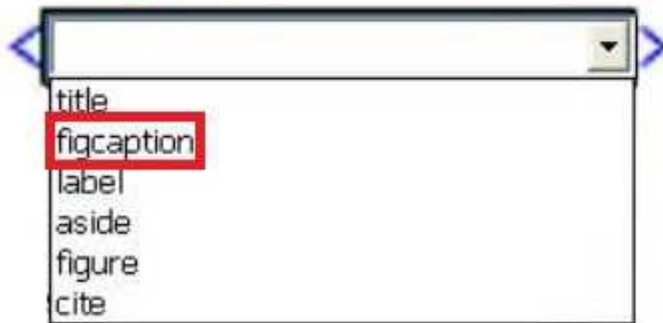 < >
title
figcaption
label
aside
figure
cite